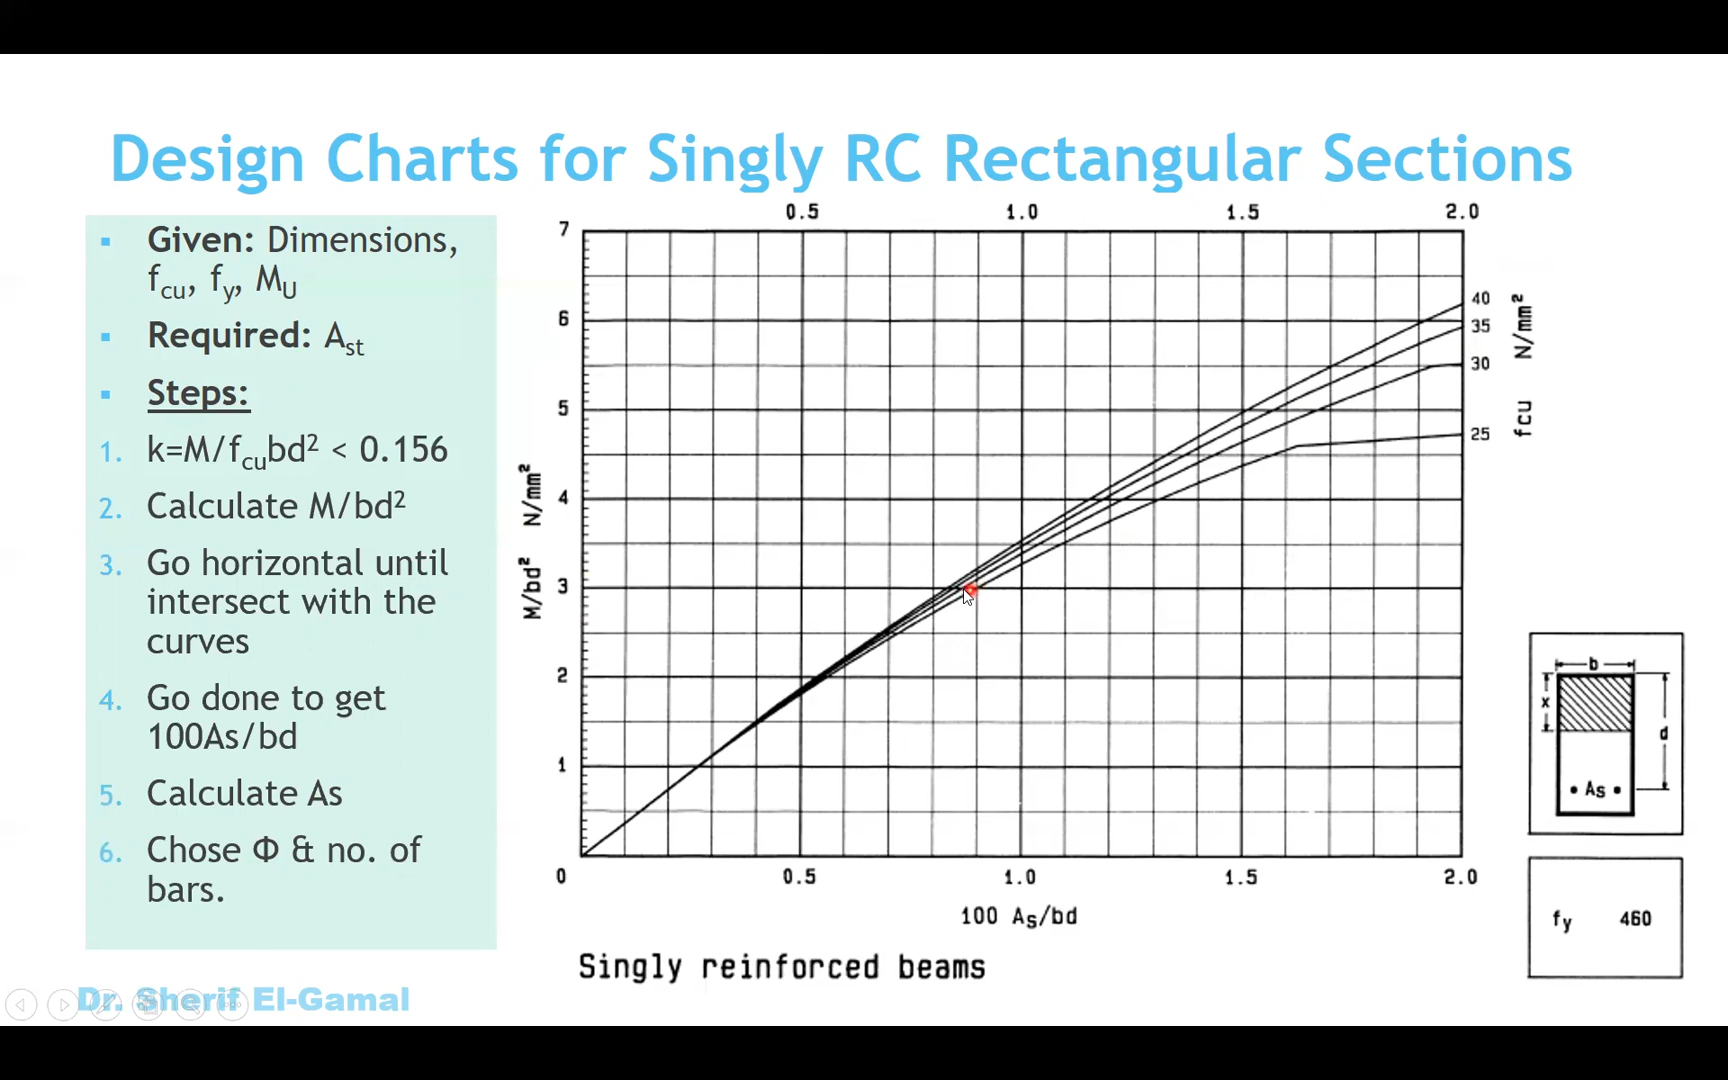 Design Charts for Singly RC Rectangular Sections
▪ Given: Dimensions,
fcu, fy, MU
▪ Required: Ast
▪ Steps:
1. k=M/fcubd² < 0.156
2. Calculate M/bd²
3. Go horizontal until
intersect with the
curves
4. Go done to get
100As/bd
5. Calculate As
6. Chose Φ & no. of
bars.
Dr. Sherif El-Gamal
0.5 1.0 1.5 2.0
7
6
5
4
3
2
1
0
M/bd² N/mm²
40
35
30
25
fcu N/mm²
0.5 1.0 1.5 2.0
100 As/bd
Singly reinforced beams
b
x
d
As
fy 460